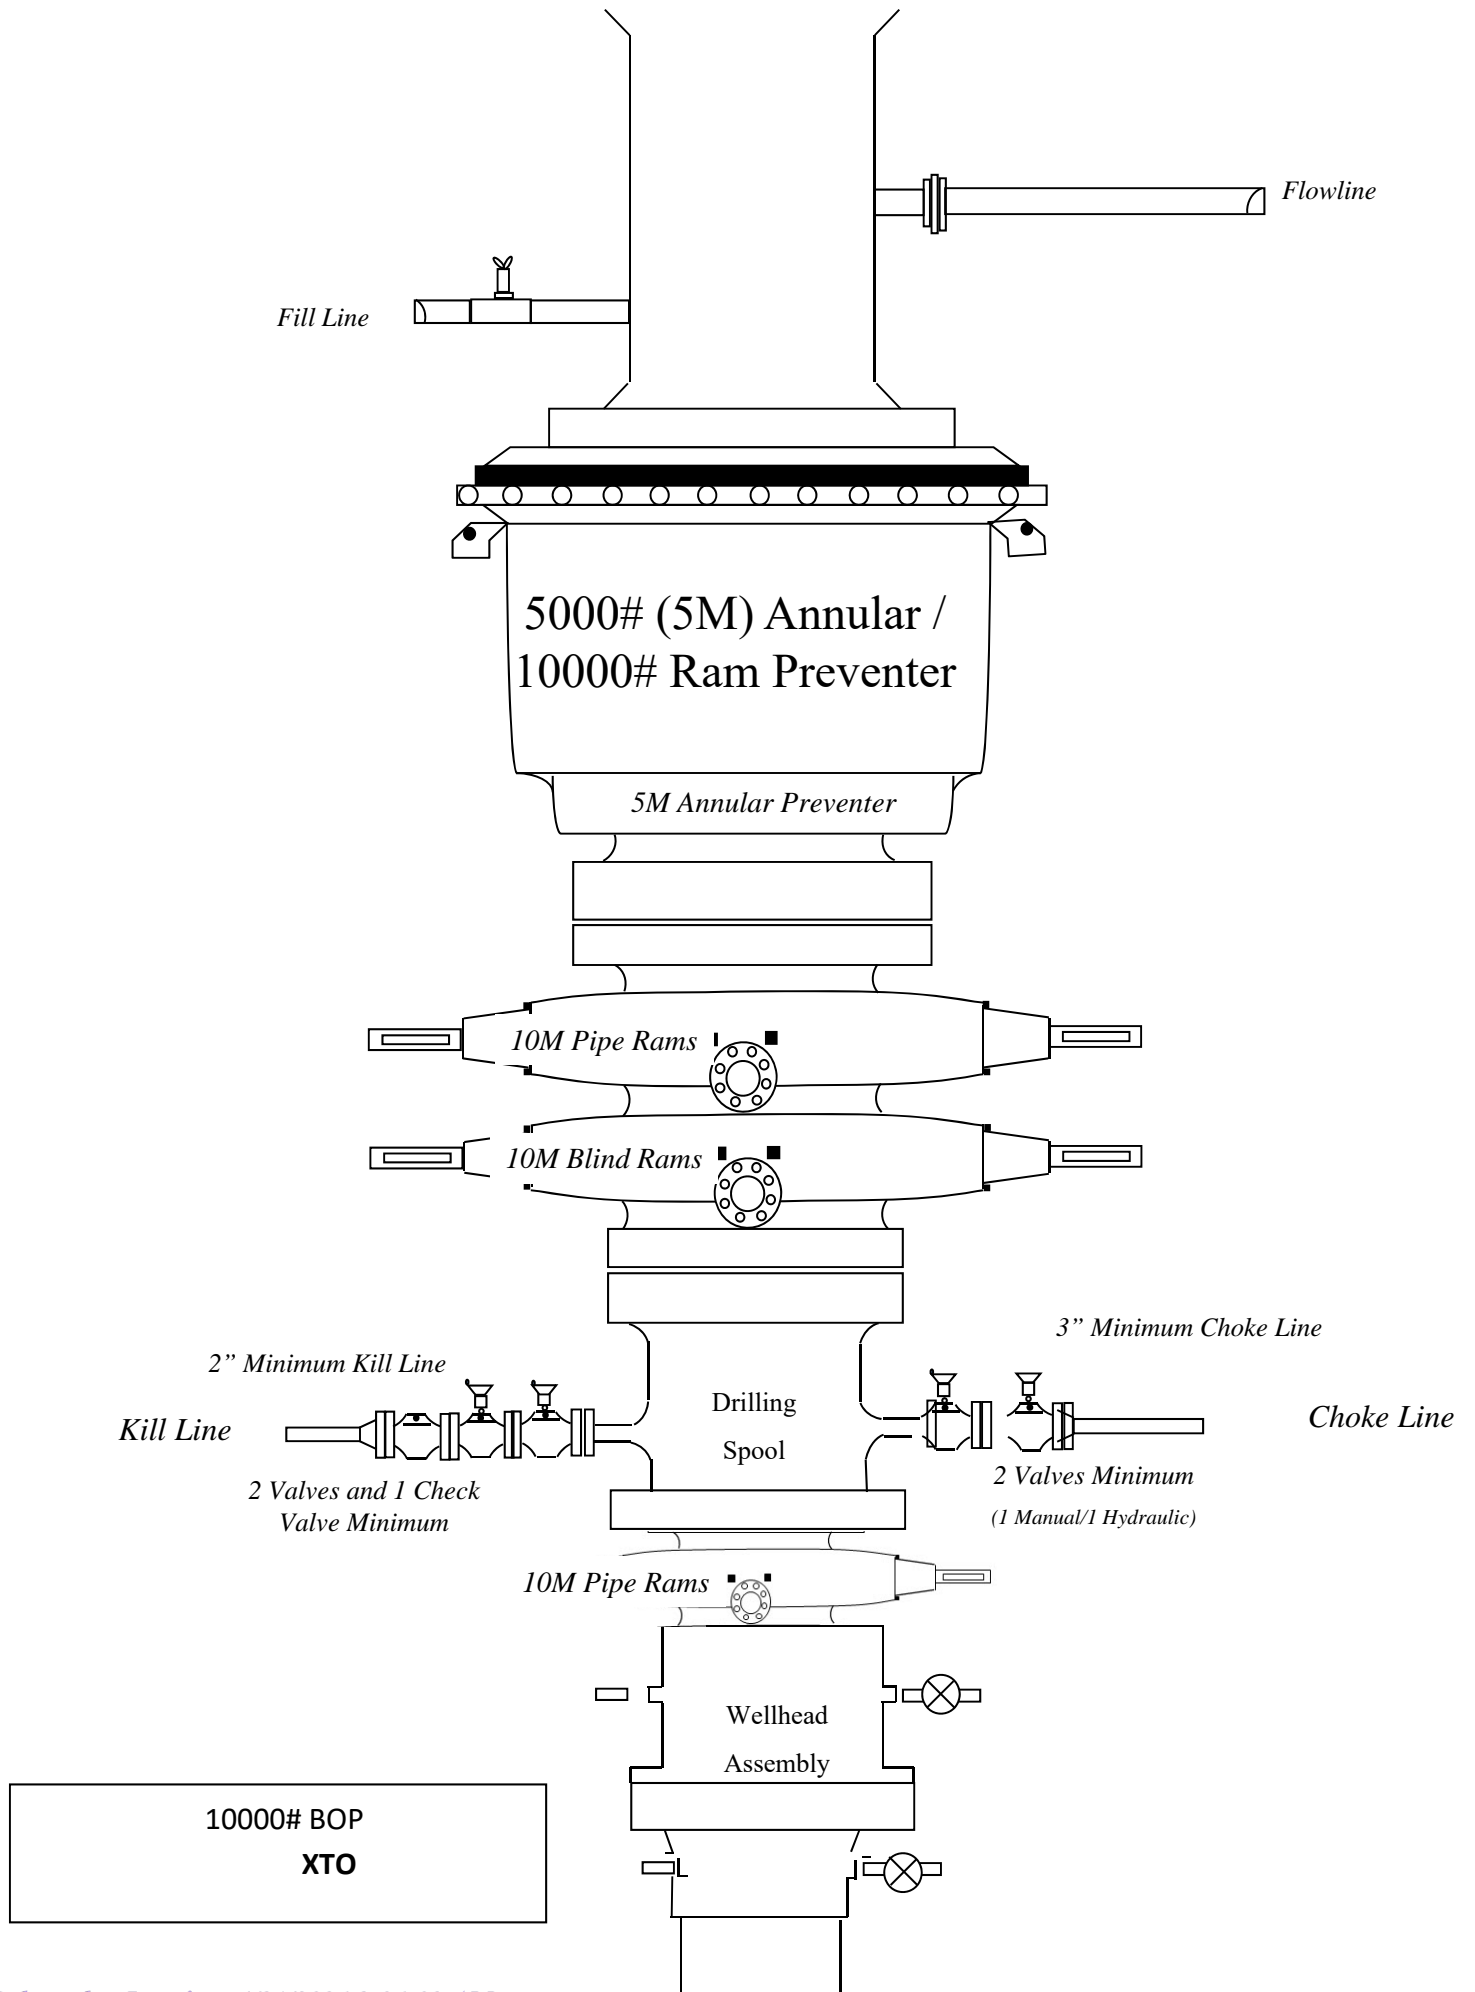 Flowline
Fill Line
5000# (5M) Annular /
10000# Ram Preventer
5M Annular Preventer
10M Pipe Rams
10M Blind Rams
3” Minimum Choke Line
2” Minimum Kill Line
Drilling
Spool
Kill Line
Choke Line
2 Valves and 1 Check
Valve Minimum
2 Valves Minimum
(1 Manual/1 Hydraulic)
10M Pipe Rams
Wellhead
Assembly
10000# BOP
XTO